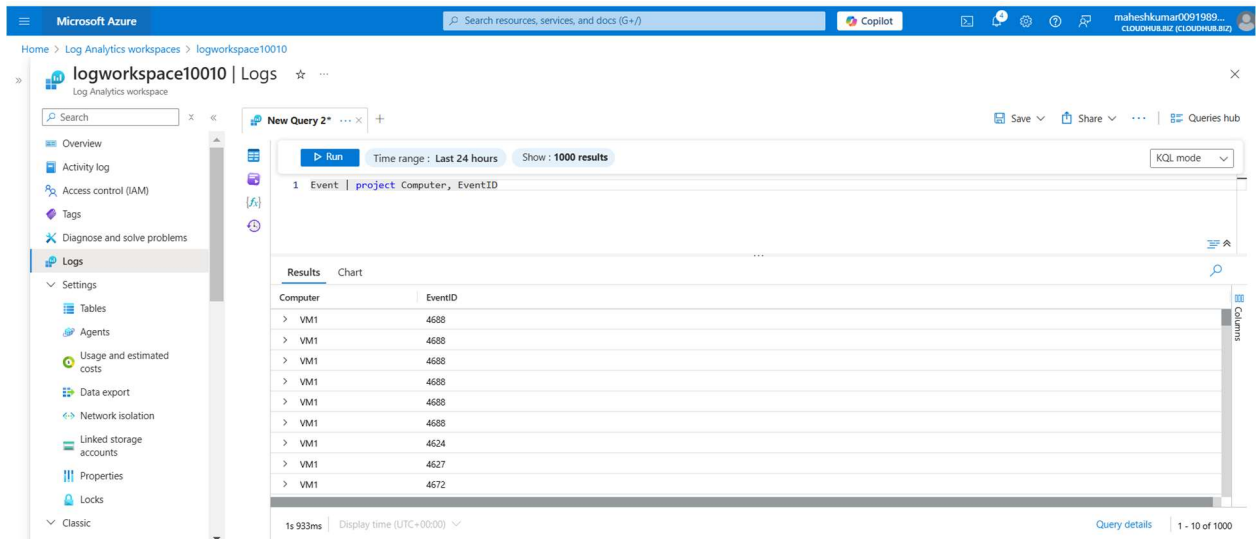 Microsoft Azure
Search resources, services, and docs (G+/)
Copilot
4
maheshkumar0091989...
CLOUDHUB.BIZ (CLOUDHUB.BIZ)
Home > Log Analytics workspaces > logworkspace10010
logworkspace10010 | Logs
Log Analytics workspace
Search
Overview
Activity log
Access control (IAM)
Tags
Diagnose and solve problems
Logs
Settings
Tables
Agents
Usage and estimated
costs
Data export
Network isolation
Linked storage
accounts
Properties
Locks
Classic
New Query 2*
Save
Share
Queries hub
Run
Time range : Last 24 hours
Show : 1000 results
KQL mode
1 Event | project Computer, EventID
Results Chart
Computer EventID
VM1 4688
VM1 4688
VM1 4688
VM1 4688
VM1 4688
VM1 4688
VM1 4624
VM1 4627
VM1 4672
Columns
1s 933ms Display time (UTC+00:00)
Query details 1 - 10 of 1000